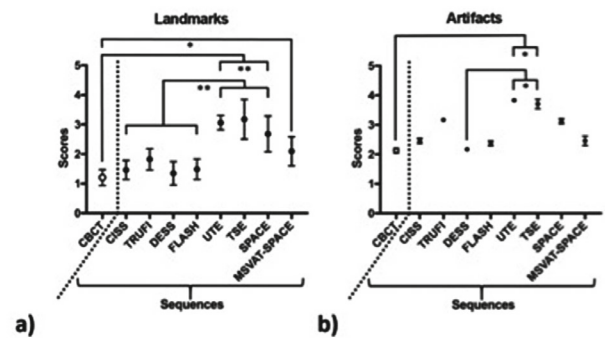 Landmarks
*
**
**
5
4
3
2
1
0
Scores
CBCT
CISS
TRUFI
DESS
FLASH
UTE
TSE
SPACE
MSVAT-SPACE
Sequences
a)
Artifacts
*
*
5
4
3
2
1
0
Scores
CBCT
CISS
TRUFI
DESS
FLASH
UTE
TSE
SPACE
MSVAT-SPACE
Sequences
b)